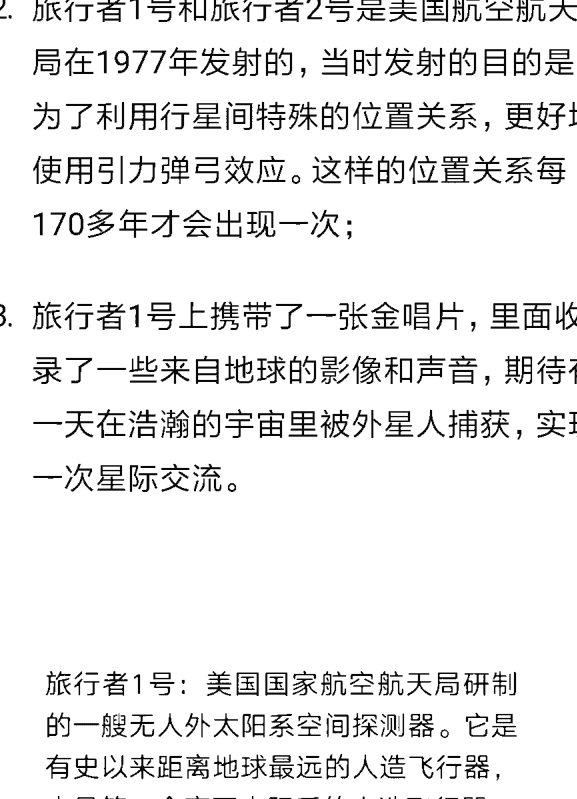 2. 旅行者1号和旅行者2号是美国航空航天
局在1977年发射的，当时发射的目的是
为了利用行星间特殊的位置关系，更好
使用引力弹弓效应。这样的位置关系每
170多年才会出现一次；
3. 旅行者1号上携带了一张金唱片，里面收
录了一些来自地球的影像和声音，期待
一天在浩瀚的宇宙里被外星人捕获，实
一次星际交流。
旅行者1号：美国国家航空航天局研制
的一艘无人外太阳系空间探测器。它是
有史以来距离地球最远的人造飞行器，